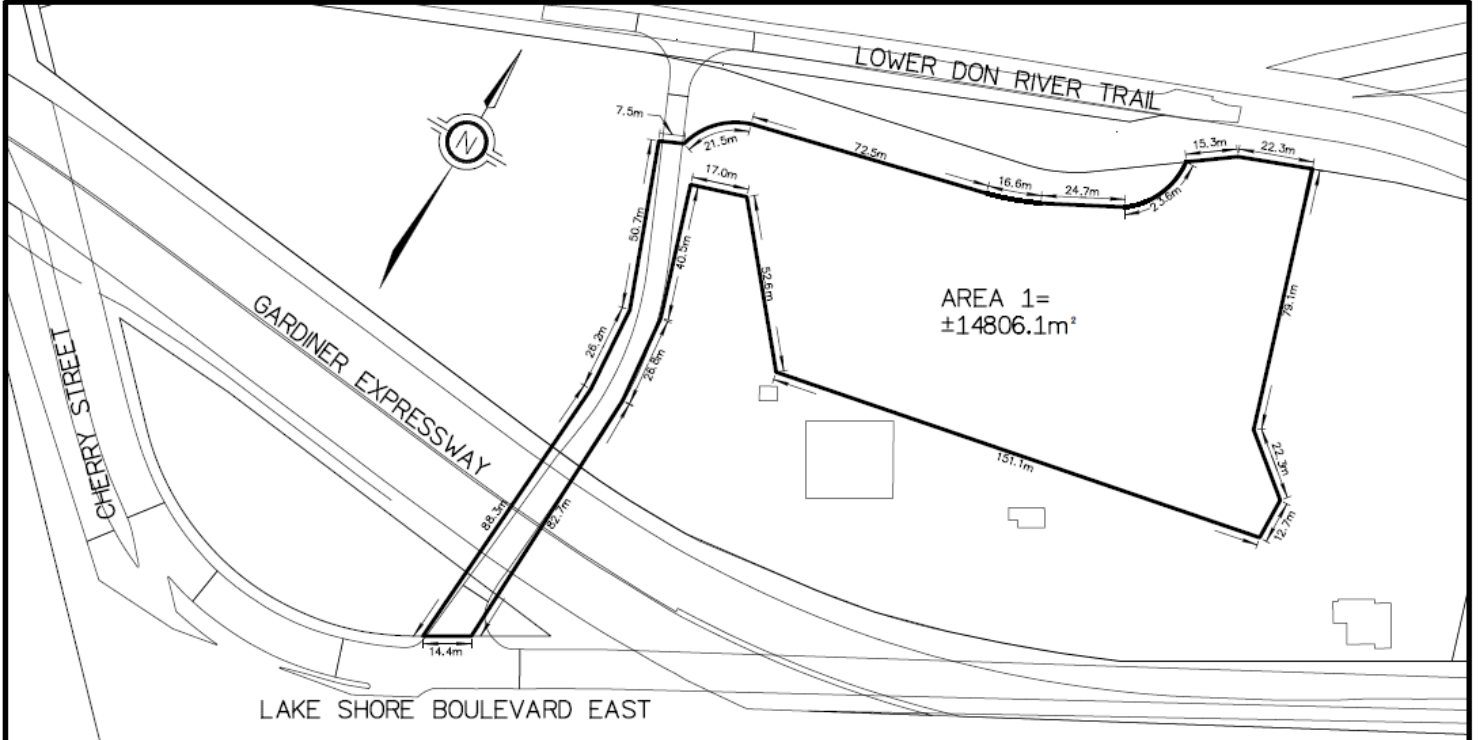 LOWER DON RIVER TRAIL
7.5m
21.5m
15.3m
22.3m
N
72.5m
17.0m
16.6m
24.7m
23.6m
50.7m
40.5m
52.6m
AREA 1=
±14806.1m²
79.1m
GARDINER EXPRESSWAY
26.2m
26.8m
CHERRY STREET
151.1m
22.3m
88.3m
82.7m
12.7m
14.4m
LAKE SHORE BOULEVARD EAST